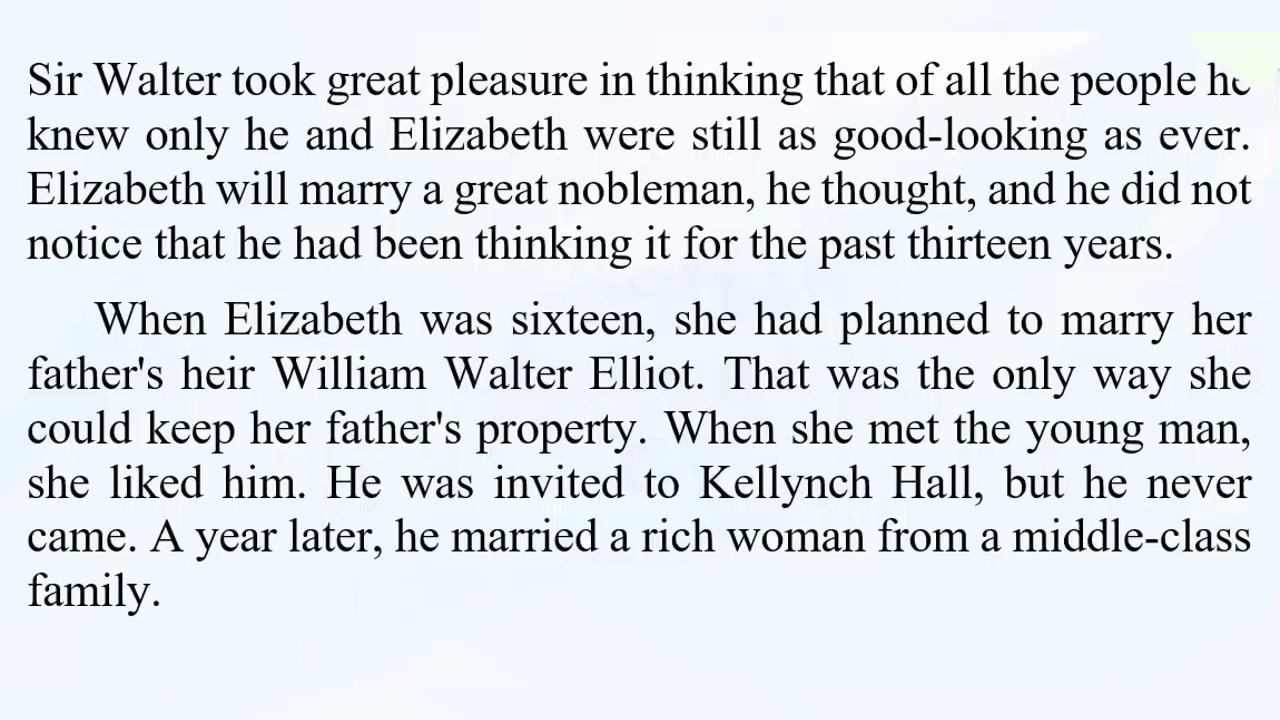 Sir Walter took great pleasure in thinking that of all the people he
knew only he and Elizabeth were still as good-looking as ever.
Elizabeth will marry a great nobleman, he thought, and he did not
notice that he had been thinking it for the past thirteen years.
When Elizabeth was sixteen, she had planned to marry her
father's heir William Walter Elliot. That was the only way she
could keep her father's property. When she met the young man,
she liked him. He was invited to Kellynch Hall, but he never
came. A year later, he married a rich woman from a middle-class
family.